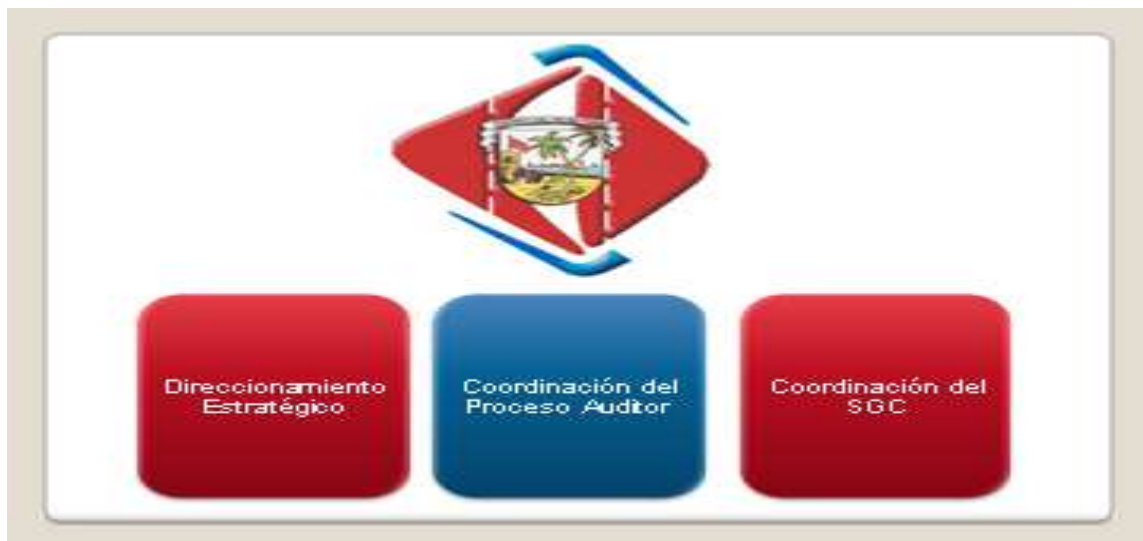 Direccionamiento
Estratégico
Coordinación del
Proceso Auditor
Coordinación del
SGC